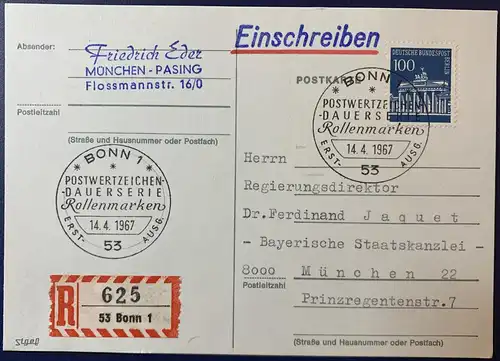 Einschreiben
Absender:
Friedrich Eder
MÜNCHEN - PASING
Flossmannstr. 16/0
Postleitzahl
(Straße und Hausnummer oder Postfach)
DEUTSCHE BUNDESPOST
BERLIN
100
POSTKAR
BONN 1
POSTWERTZEICHEN-
-DAUERSERIE
Rollenmarken
14.4.1967
ERST-AUSG.
53
BONN 1
POSTWERTZEICHEN-
-DAUERSERIE
Rollenmarken
14.4.1967
ERST-AUSG.
53
R
625
53 Bonn 1
Herrn
Regierungsdirektor
Dr.Ferdinand Jaquet
- Bayerische Staatskanzlei -
8000 München 22
Postleitzahl
Prinzregentenstr.7
(Straße und Hausnummer oder Postfach)